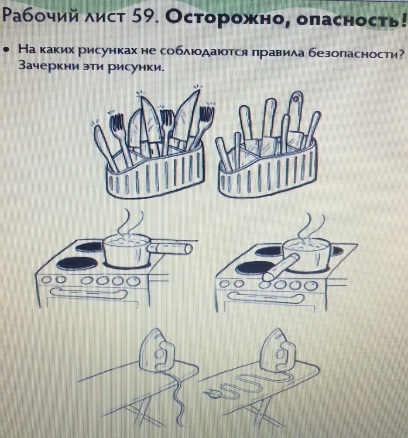 Рабочий лист 59. Осторожно, опасность!
• На каких рисунках не соблюдаются правила безопасности?
Зачеркни эти рисунки.